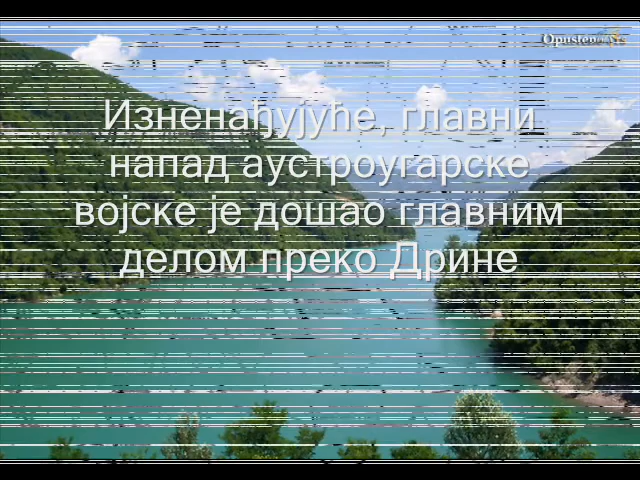 Изненађујуће, главни
напад аустроугарске
војске је дошао главним
делом преко Дрине